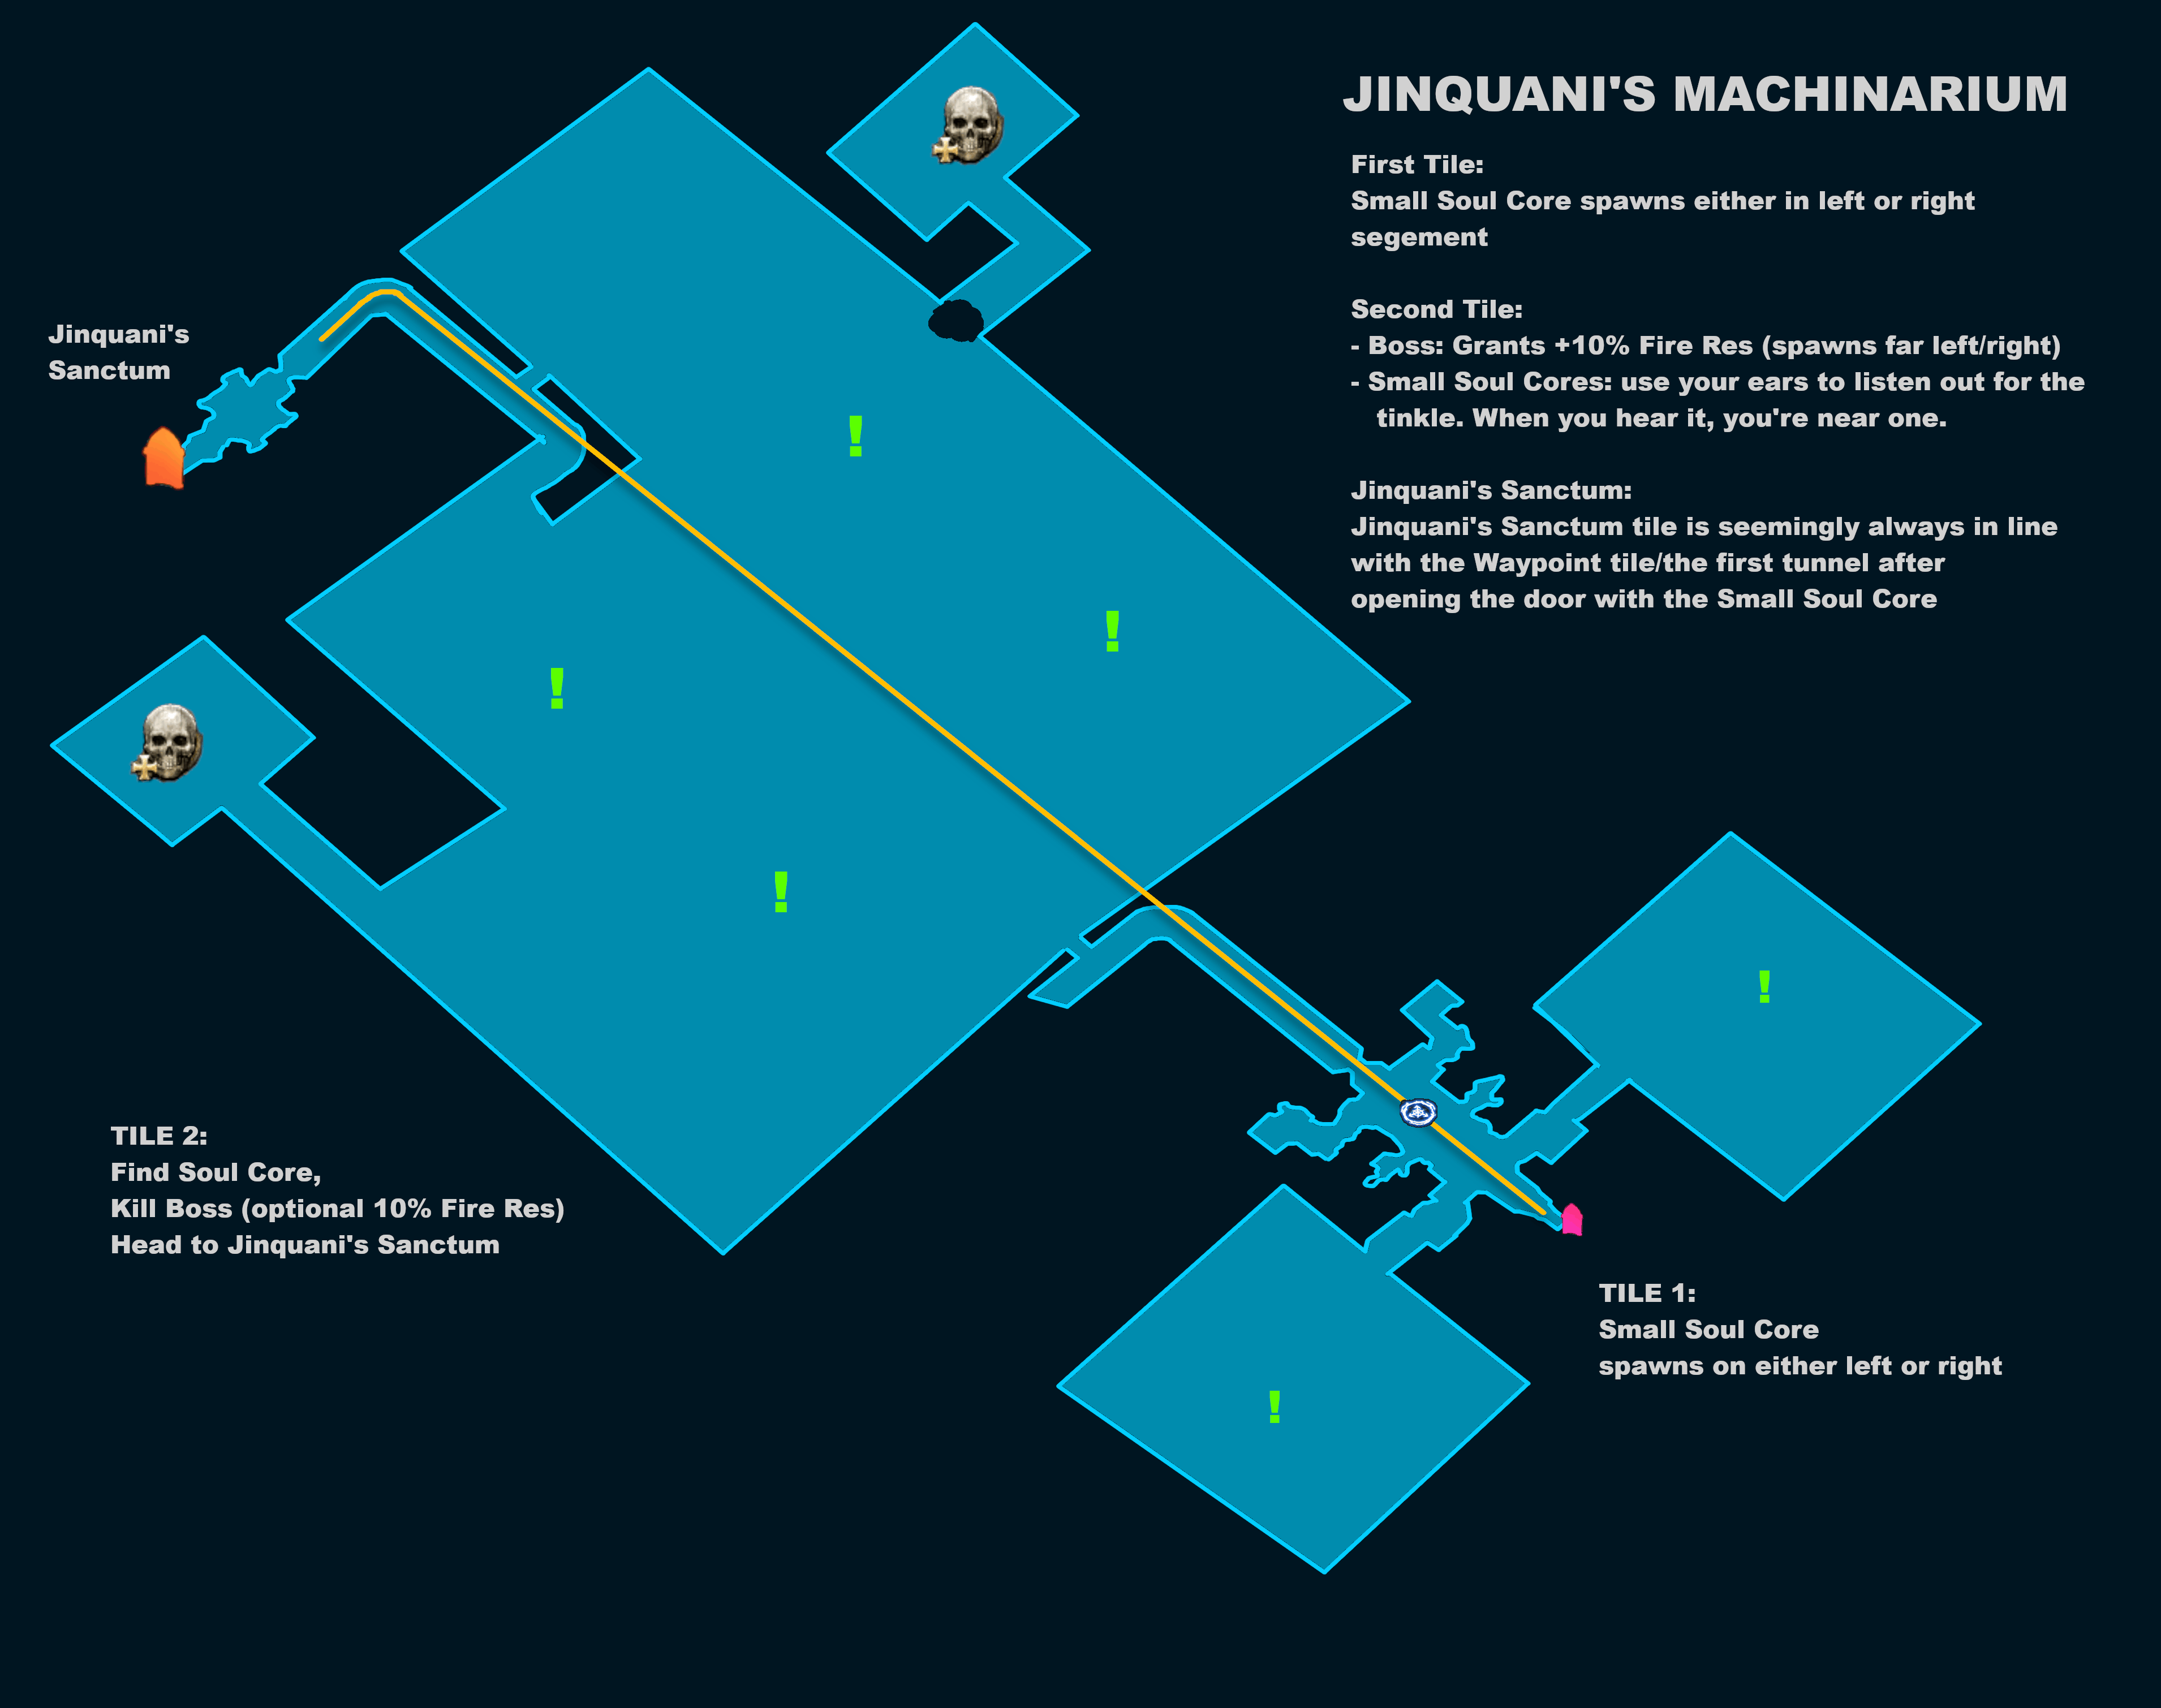 JINQUANI'S MACHINARIUM
First Tile:
Small Soul Core spawns either in left or right
segement
Second Tile:
- Boss: Grants +10% Fire Res (spawns far left/right)
- Small Soul Cores: use your ears to listen out for the
tinkle. When you hear it, you're near one.
Jinquani's Sanctum:
Jinquani's Sanctum tile is seemingly always in line
with the Waypoint tile/the first tunnel after
opening the door with the Small Soul Core
Jinquani's
Sanctum
!
!
!
!
!
!
TILE 2:
Find Soul Core,
Kill Boss (optional 10% Fire Res)
Head to Jinquani's Sanctum
TILE 1:
Small Soul Core
spawns on either left or right